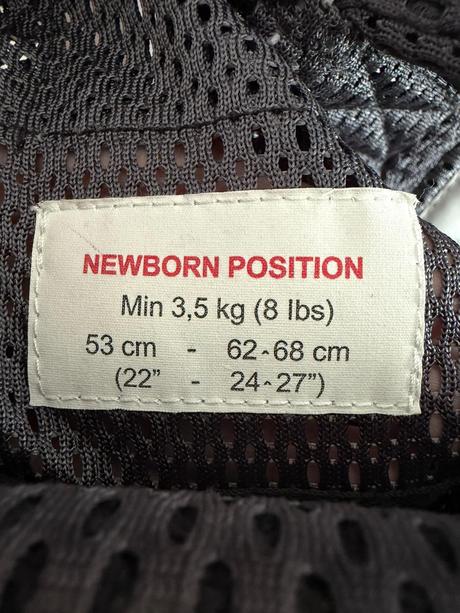 NEWBORN POSITION
Min 3,5 kg (8 lbs)
53 cm - 62-68 cm
(22” - 24-27”)